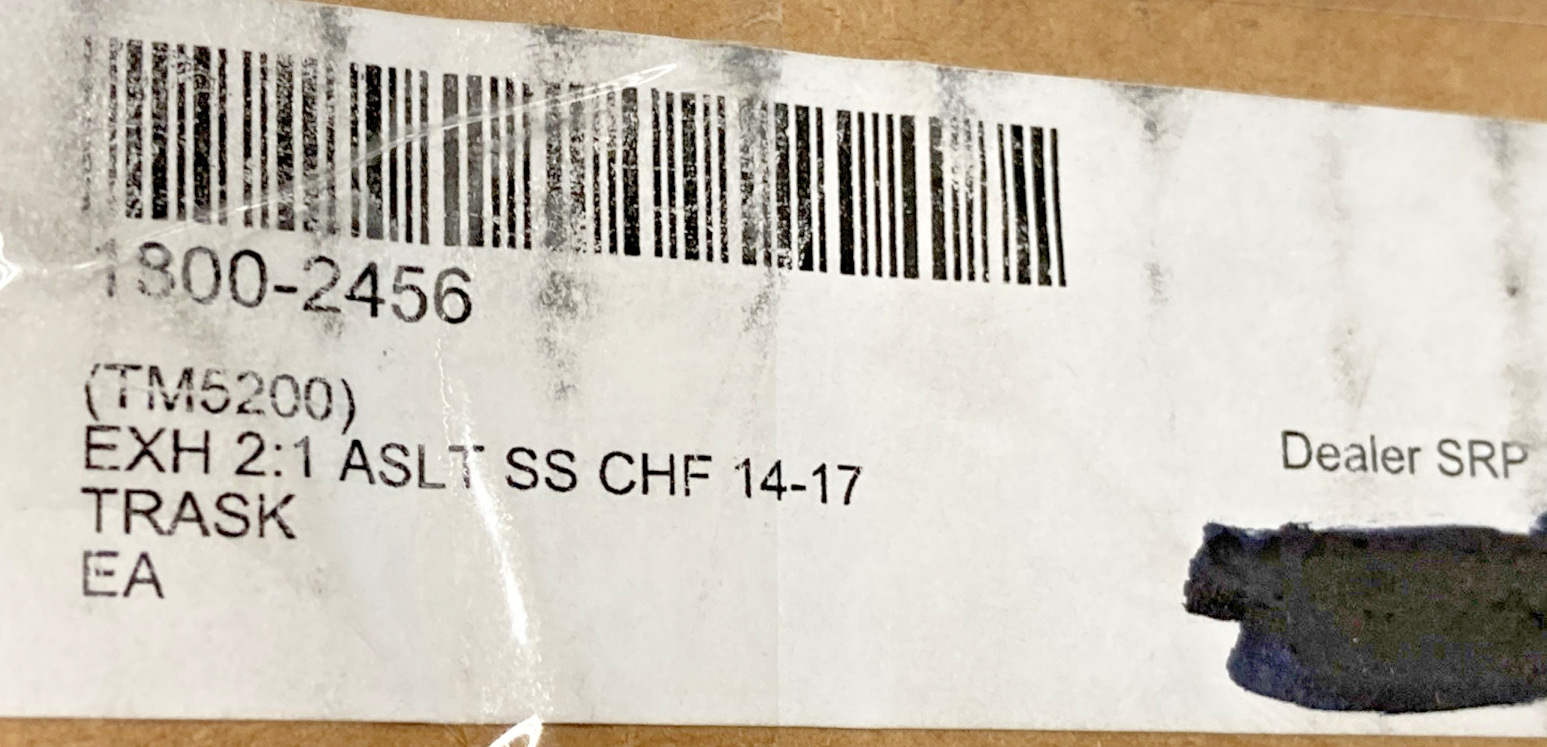 1800-2456
(TM5200)
EXH 2:1 ASLT SS CHF 14-17
TRASK
EA
Dealer SRP